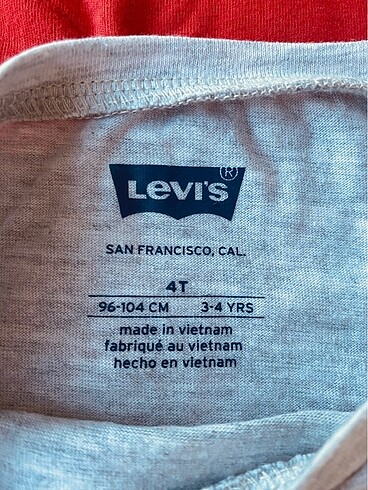 LEVI'S ®
SAN FRANCISCO, CAL.
4T
96-104 CM 3-4 YRS
made in vietnam
fabriqué au vietnam
hecho en vietnam